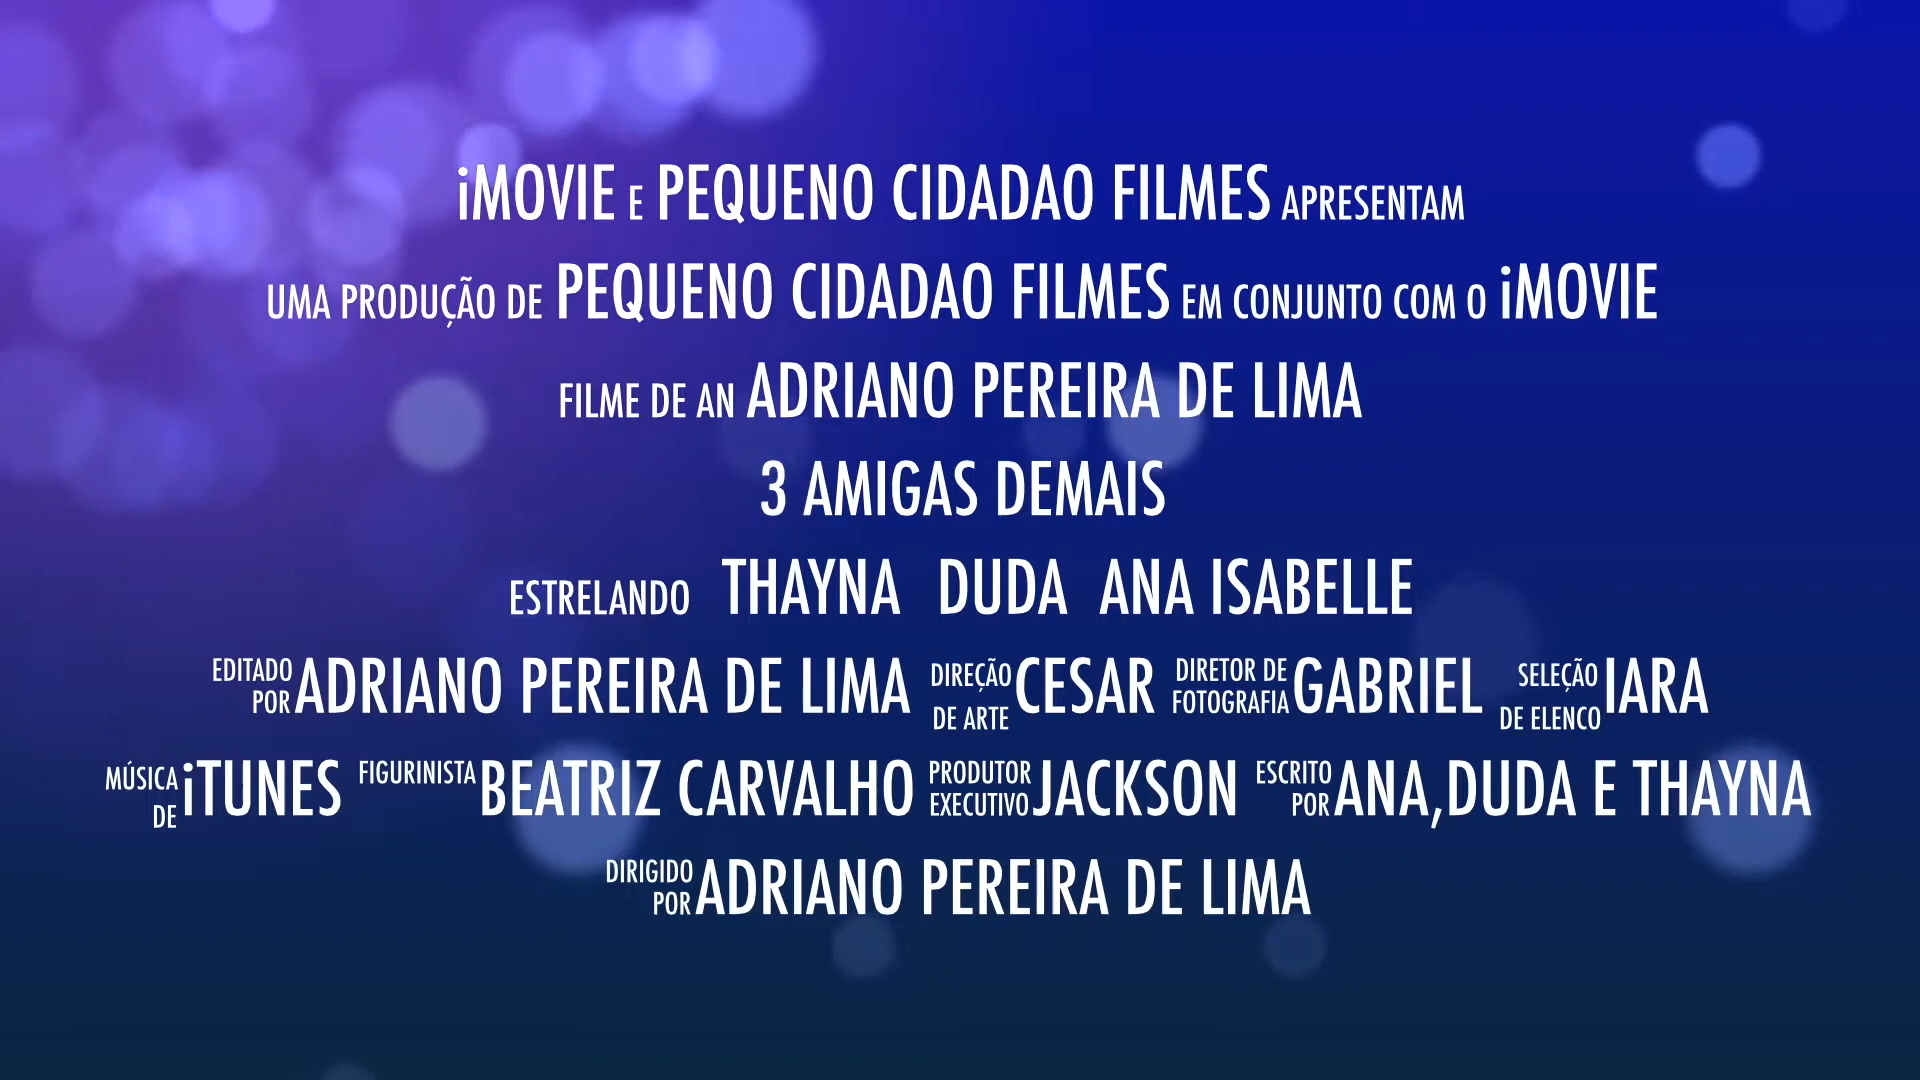 iMOVIE E PEQUENO CIDADAO FILMES APRESENTAM
UMA PRODUÇÃO DE PEQUENO CIDADAO FILMES EM CONJUNTO COM O iMOVIE
FILME DE AN ADRIANO PEREIRA DE LIMA
3 AMIGAS DEMAIS
ESTRELANDO THAYNA DUDA ANA ISABELLE
EDITADO POR ADRIANO PEREIRA DE LIMA DIREÇÃO DE ARTE CESAR DIRETOR DE FOTOGRAFIA GABRIEL SELEÇÃO DE ELENCO IARA
MÚSICA DE iTUNES FIGURINISTA BEATRIZ CARVALHO PRODUTOR EXECUTIVO JACKSON ESCRITO POR ANA,DUDA E THAYNA
DIRIGIDO POR ADRIANO PEREIRA DE LIMA